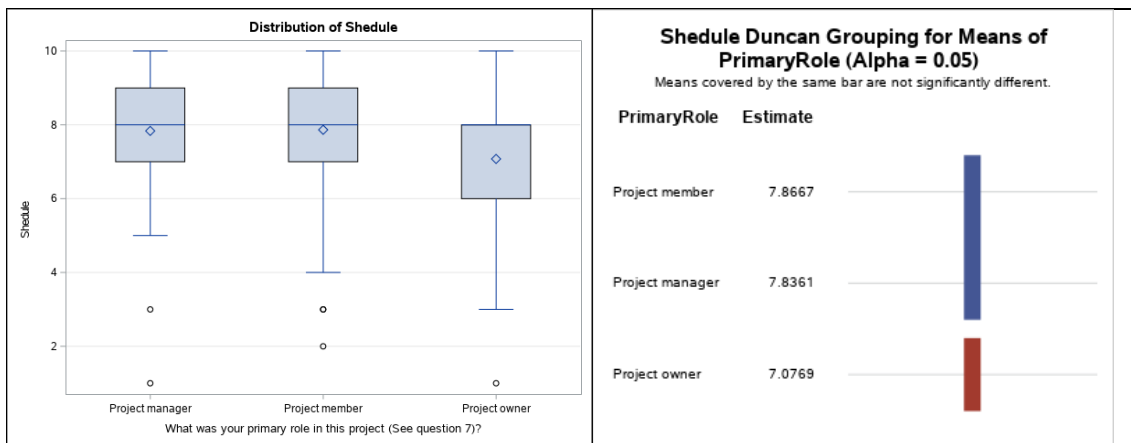 Distribution of Shedule
10
8
6
4
2
Shedule
Project manager
Project member
Project owner
What was your primary role in this project (See question 7)?
Shedule Duncan Grouping for Means of
PrimaryRole (Alpha = 0.05)
Means covered by the same bar are not significantly different.
PrimaryRole Estimate
Project member 7.8667
Project manager 7.8361
Project owner 7.0769